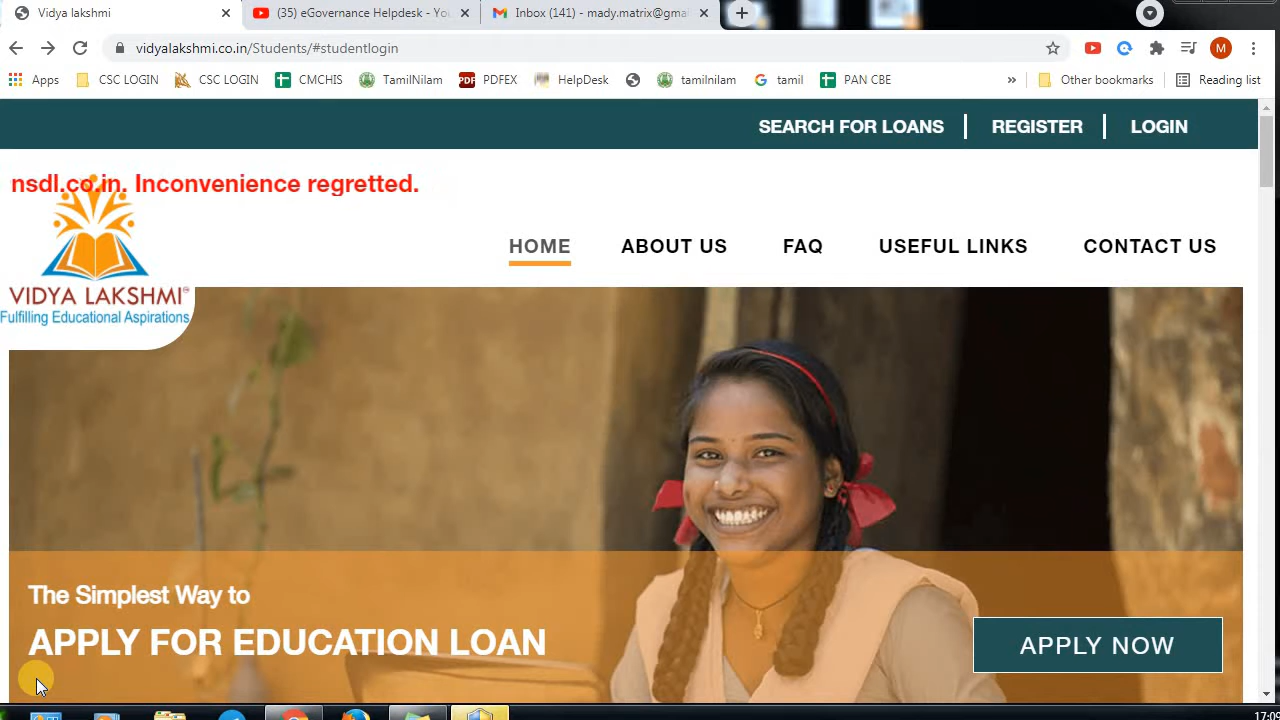 Vidya lakshmi
(35) eGovernance Helpdesk - You
Inbox (141) - mady.matrix@gmai
vidyalakshmi.co.in/Students/#studentlogin
M
Apps
CSC LOGIN
CSC LOGIN
CMCHIS
TamilNilam
PDF
PDFEX
HelpDesk
tamilnilam
tamil
PAN CBE
»
Other bookmarks
Reading list
SEARCH FOR LOANS
REGISTER
LOGIN
nsdl.co.in. Inconvenience regretted.
HOME
ABOUT US
FAQ
USEFUL LINKS
CONTACT US
VIDYA LAKSHMI
Fulfilling Educational Aspirations
The Simplest Way to
APPLY FOR EDUCATION LOAN
APPLY NOW